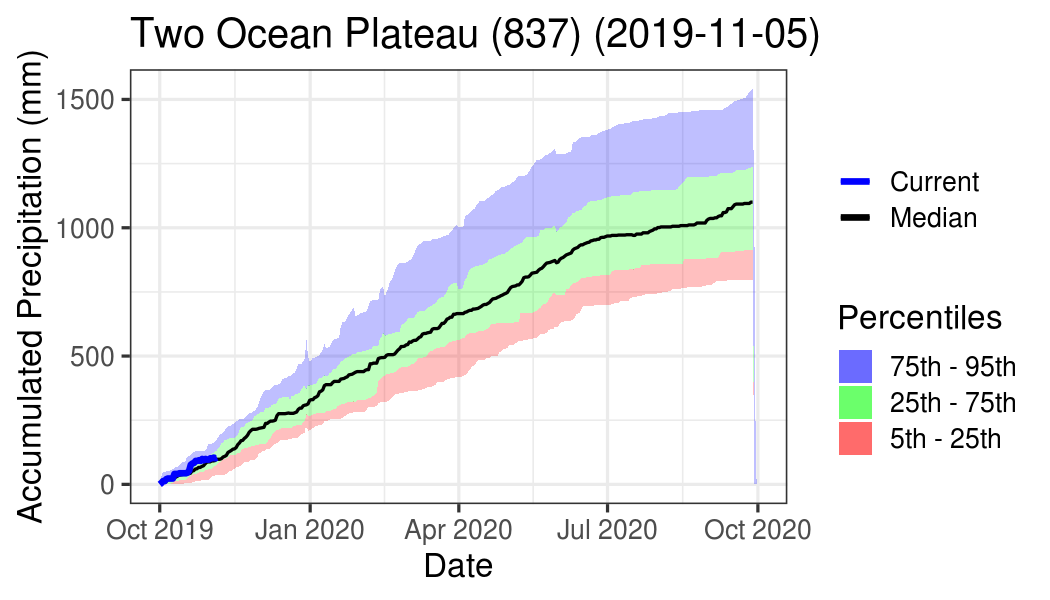 Two Ocean Plateau (837) (2019-11-05)
Accumulated Precipitation (mm)
1500
1000
500
0
Oct 2019 Jan 2020 Apr 2020 Jul 2020 Oct 2020
Date
Current
Median
Percentiles
75th - 95th
25th - 75th
5th - 25th